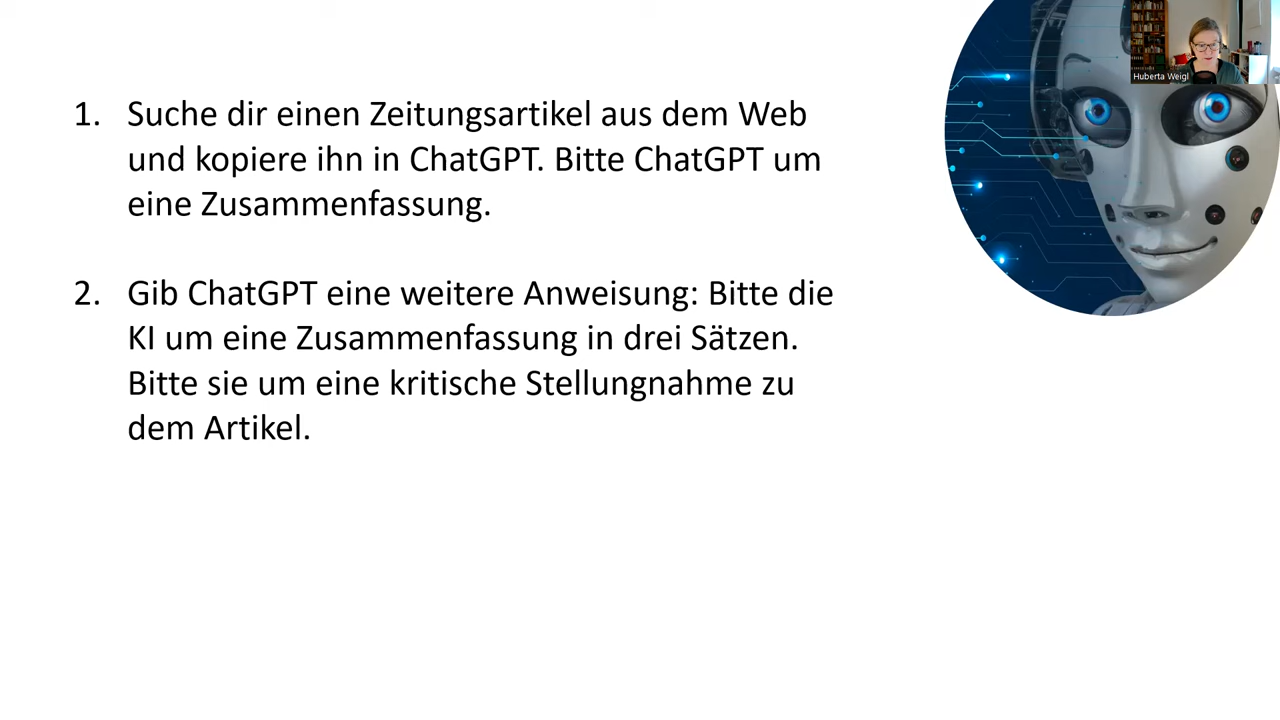 1. Suche dir einen Zeitungsartikel aus dem Web
und kopiere ihn in ChatGPT. Bitte ChatGPT um
eine Zusammenfassung.
2. Gib ChatGPT eine weitere Anweisung: Bitte die
KI um eine Zusammenfassung in drei Sätzen.
Bitte sie um eine kritische Stellungnahme zu
dem Artikel.
Huberta Weigl